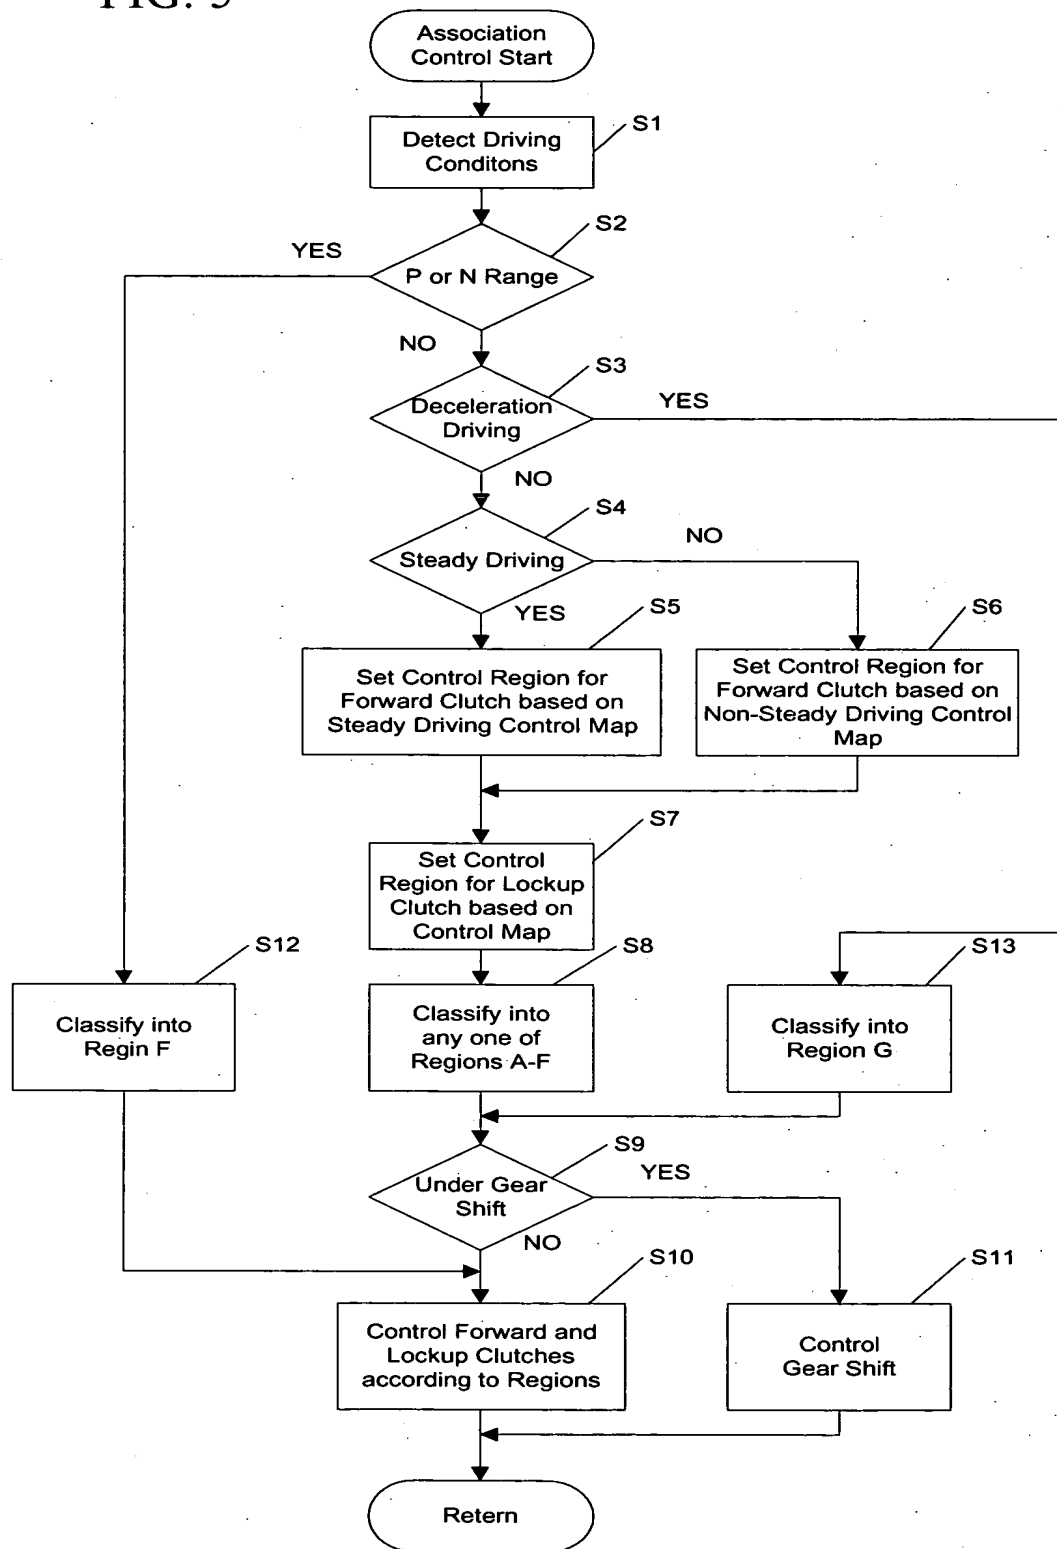 FIG. 5
Association
Control Start
S1
Detect Driving
Conditons
S2
YES
P or N Range
NO
S3
Deceleration
Driving
YES
NO
S4
Steady Driving
NO
YES
S5
S6
Set Control Region for
Forward Clutch based on
Steady Driving Control Map
Set Control Region for
Forward Clutch based on
Non-Steady Driving Control
Map
S7
Set Control
Region for Lockup
Clutch based on
Control Map
S12
S8
S13
Classify into
Regin F
Classify into
any one of
Regions A-F
Classify into
Region G
S9
YES
Under Gear
Shift
NO
S10
S11
Control Forward and
Lockup Clutches
according to Regions
Control
Gear Shift
Retern